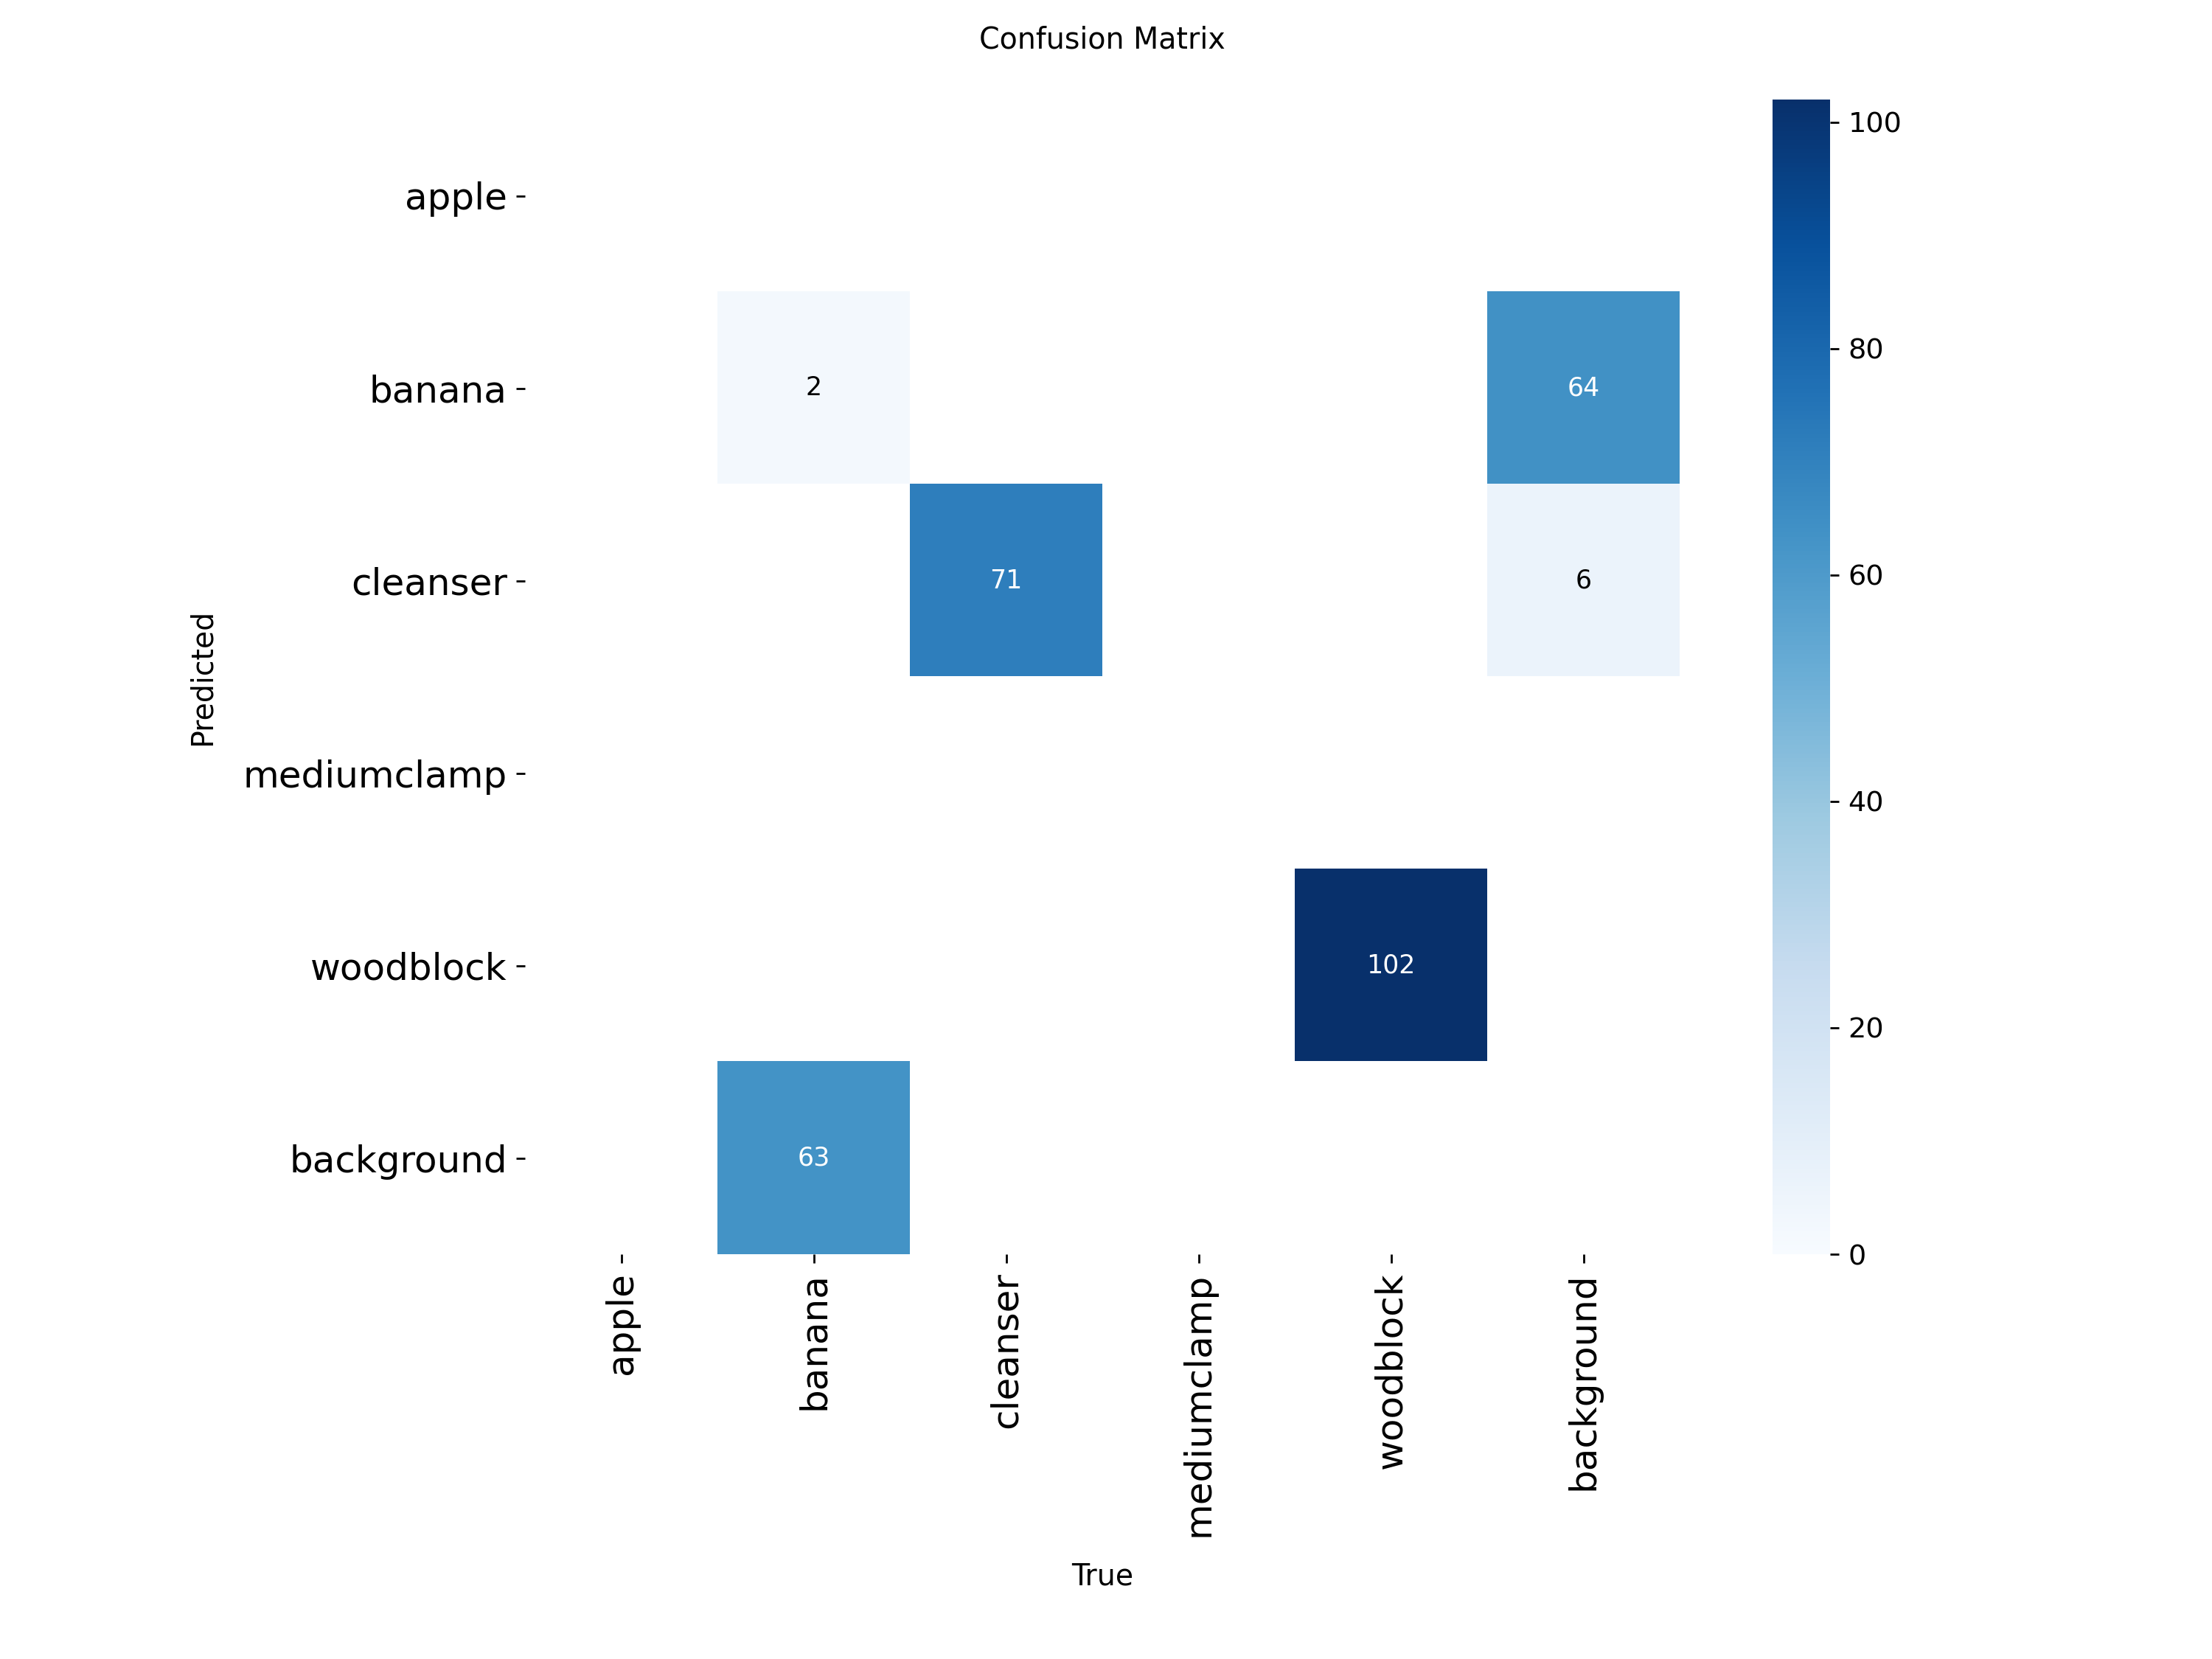 Confusion Matrix
apple
banana
cleanser
mediumclamp
woodblock
background
Predicted
2
64
71
6
102
63
apple
banana
cleanser
mediumclamp
woodblock
background
True
100
80
60
40
20
0